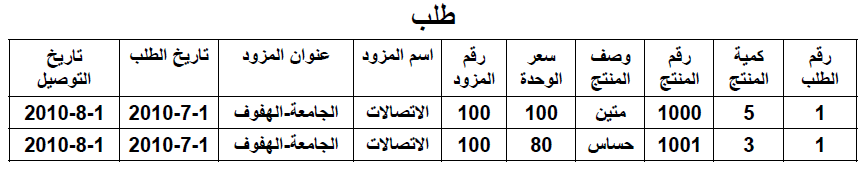 طلب
رقم الطلب كمية المنتج رقم المنتج وصف المنتج سعر الوحدة رقم المزود اسم المزود عنوان المزود تاريخ الطلب تاريخ التوصيل
1 5 1000 متين 100 100 الاتصالات الجامعة-الهفوف 2010-7-1 2010-8-1
1 3 1001 حساس 80 100 الاتصالات الجامعة-الهفوف 2010-7-1 2010-8-1